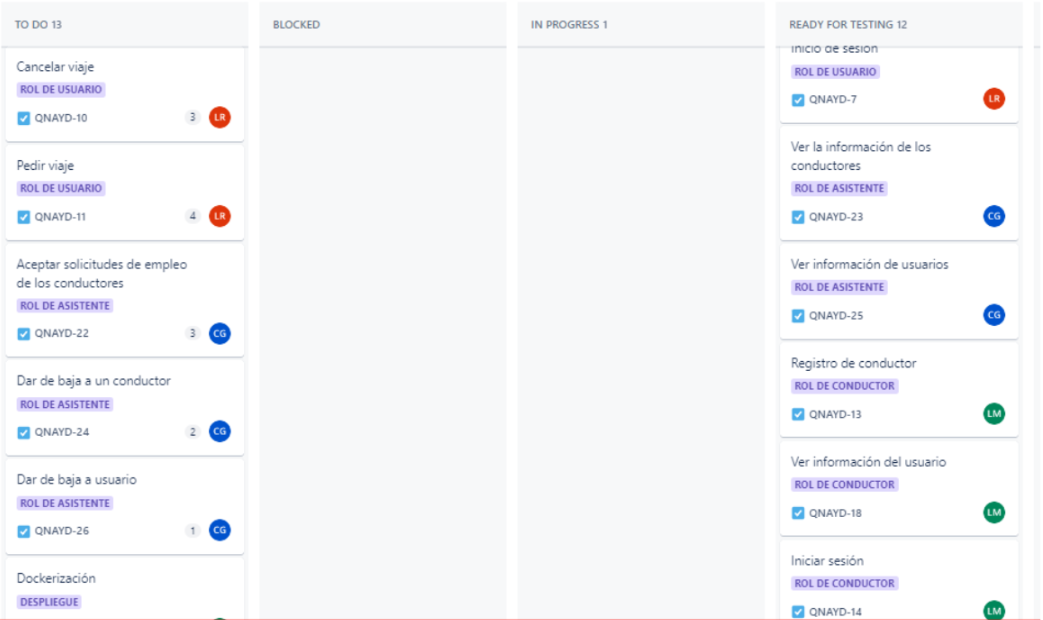 TO DO 13
Cancelar viaje
ROL DE USUARIO
QNAYD-10
3
LR
Pedir viaje
ROL DE USUARIO
QNAYD-11
4
LR
Aceptar solicitudes de empleo
de los conductores
ROL DE ASISTENTE
QNAYD-22
3
CG
Dar de baja a un conductor
ROL DE ASISTENTE
QNAYD-24
2
CG
Dar de baja a usuario
ROL DE ASISTENTE
QNAYD-26
1
CG
Dockerización
DESPLIEGUE
BLOCKED
IN PROGRESS 1
READY FOR TESTING 12
Inicio de sesión
ROL DE USUARIO
QNAYD-7
LR
Ver la información de los
conductores
ROL DE ASISTENTE
QNAYD-23
CG
Ver información de usuarios
ROL DE ASISTENTE
QNAYD-25
CG
Registro de conductor
ROL DE CONDUCTOR
QNAYD-13
LM
Ver información del usuario
ROL DE CONDUCTOR
QNAYD-18
LM
Iniciar sesión
ROL DE CONDUCTOR
QNAYD-14
LM